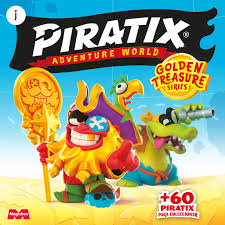 i
PIRATIX®
ADVENTURE WORLD
GOLDEN
TREASURE
SERIES
+60
PIRATIX
PARA COLECCIONAR